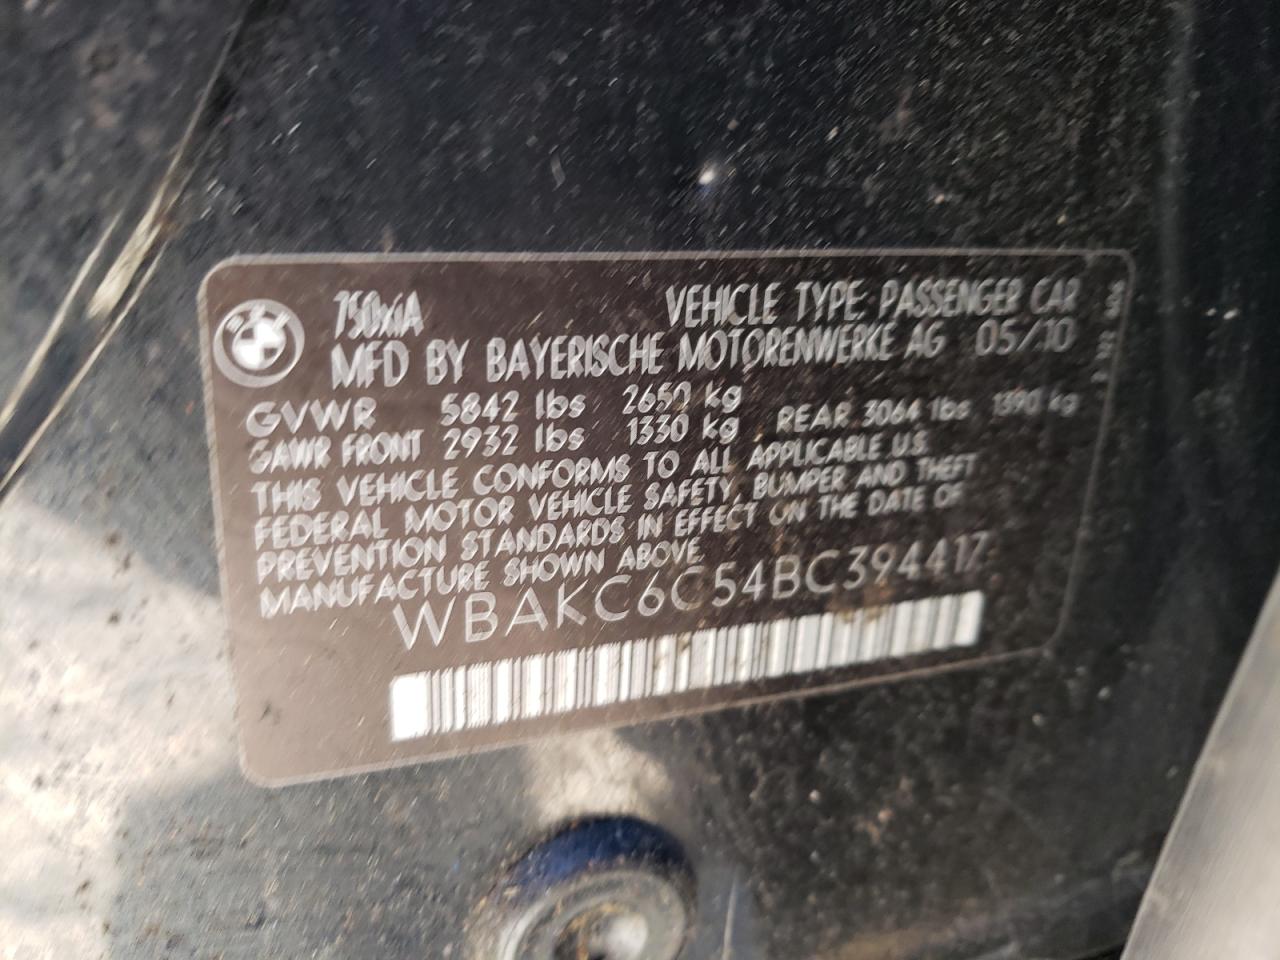 750xiA VEHICLE TYPE: PASSENGER CAR
MFD BY BAYERISCHE MOTORENWERKE AG 05/10
GVWR 5842 lbs 2650 kg
GAWR FRONT 2932 lbs 1330 kg REAR 3064 lbs 1390 kg
THIS VEHICLE CONFORMS TO ALL APPLICABLE U.S.
FEDERAL MOTOR VEHICLE SAFETY, BUMPER AND THEFT
PREVENTION STANDARDS IN EFFECT ON THE DATE OF
MANUFACTURE SHOWN ABOVE
WBAKC6C54BC394417